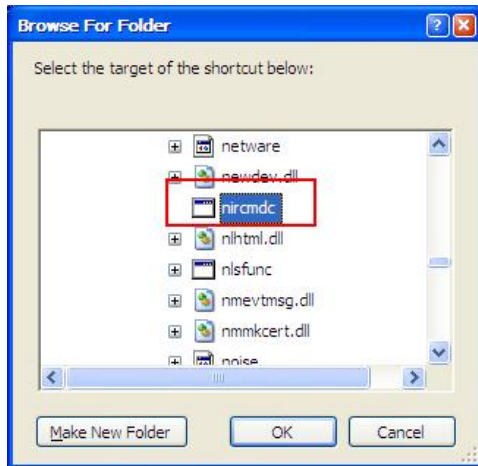 Browse For Folder
Select the target of the shortcut below:
netware
newdev.dll
nircmdc
nlhtml.dll
nlsfunc
nmevtmsg.dll
nmmkcert.dll
noise
Make New Folder
OK
Cancel